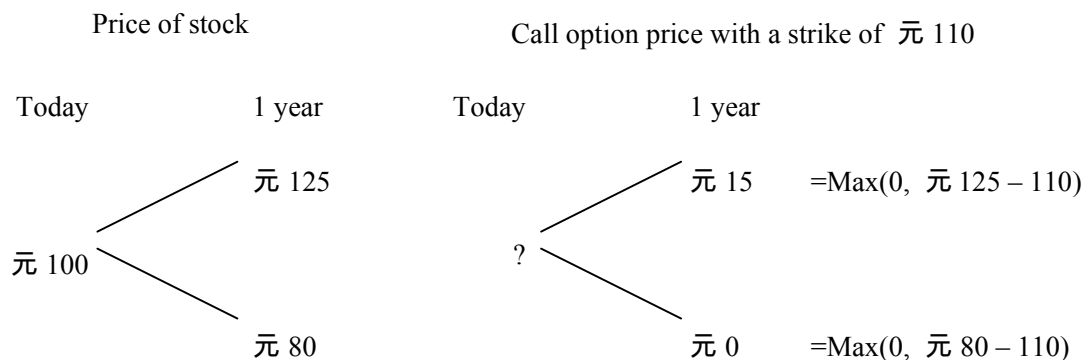 Price of stock
Call option price with a strike of 元 110
Today 1 year Today 1 year
元 125 元 15 =Max(0, 元 125 – 110)
元 100 ?
元 80 元 0 =Max(0, 元 80 – 110)